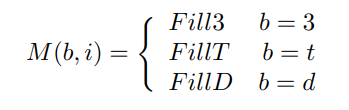 Fill3 b = 3
M(b, i) = { FillT b = t
FillD b = d